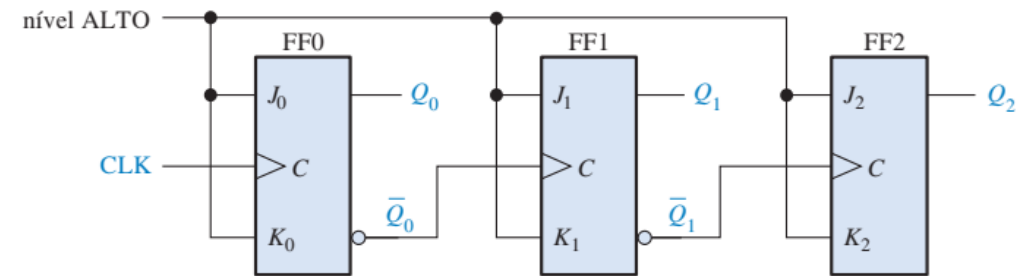 nível ALTO
FF0 FF1 FF2
J₀ Q₀ J₁ Q₁ J₂ Q₂
CLK C C C
Q̅₀ Q̅₁
K₀ K₁ K₂